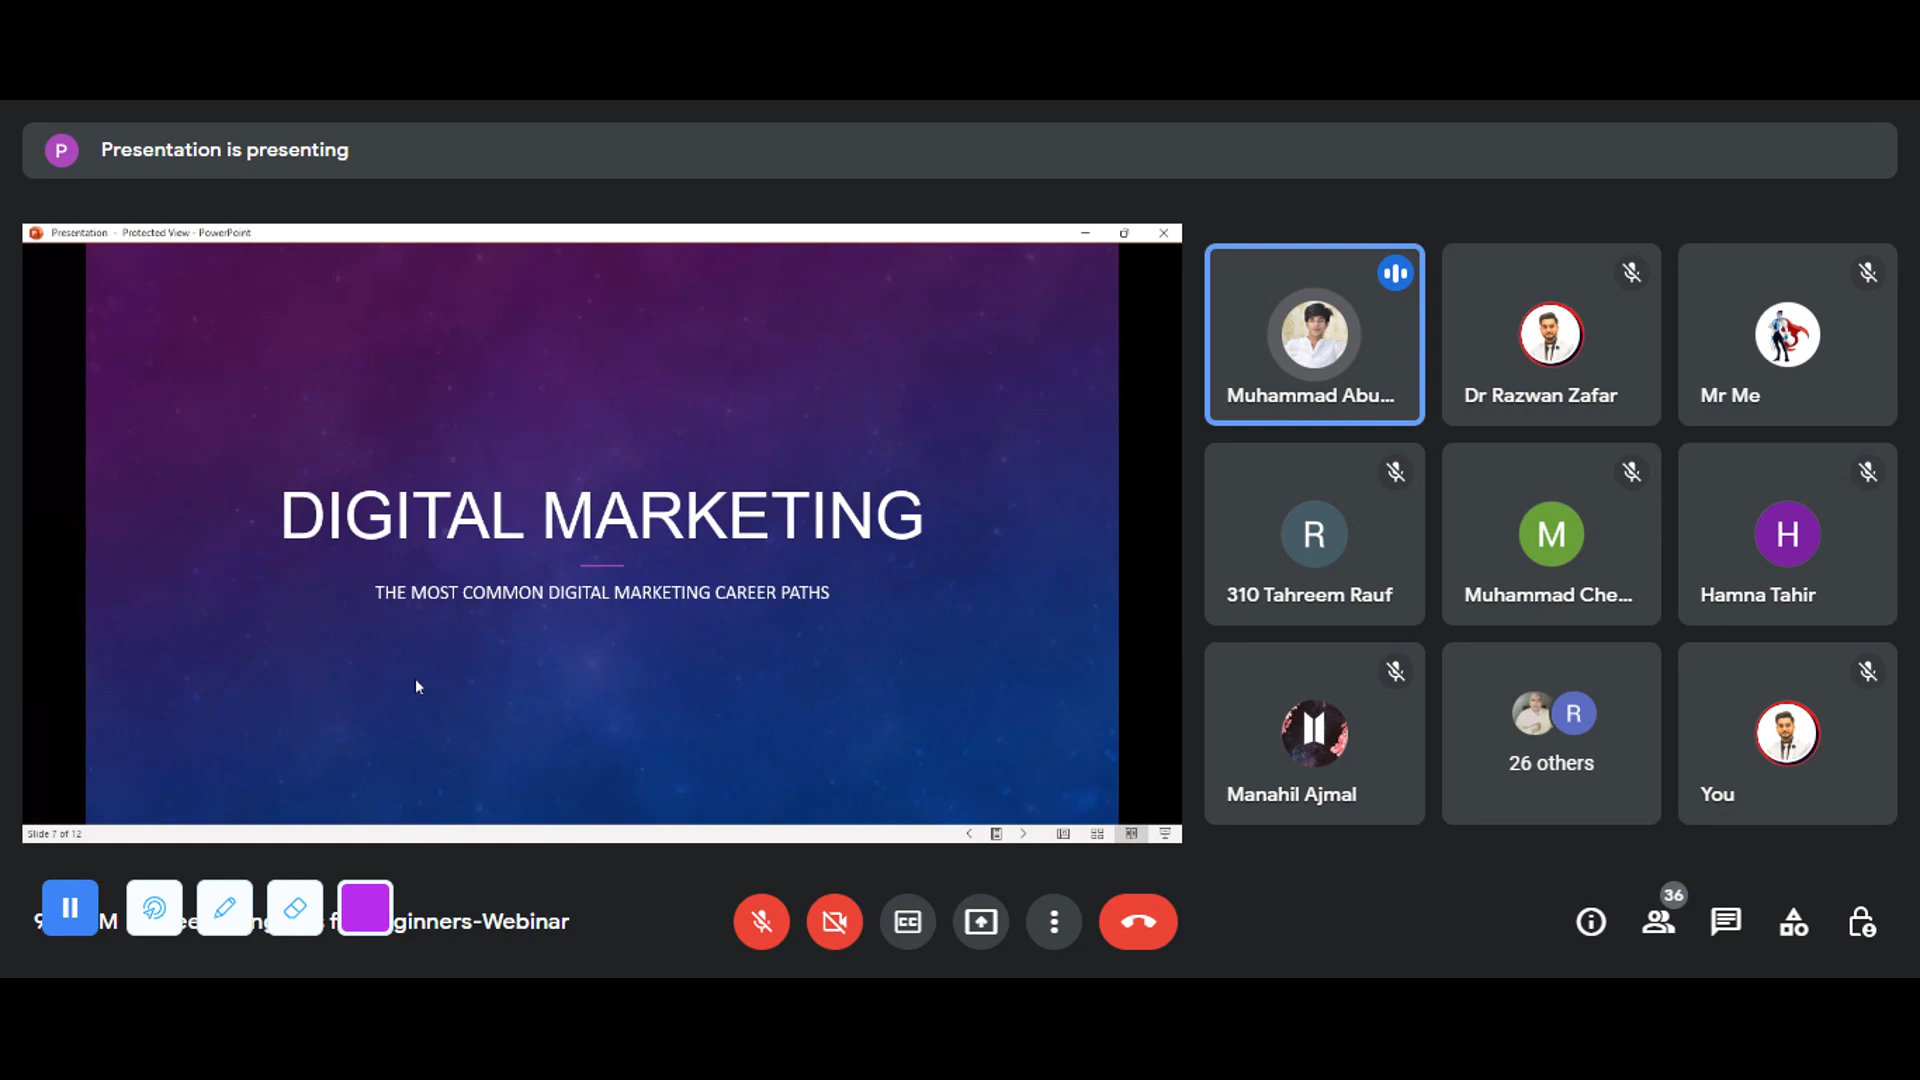 P Presentation is presenting
Presentation - Protected View - PowerPoint
DIGITAL MARKETING
THE MOST COMMON DIGITAL MARKETING CAREER PATHS
Slide 7 of 12
Muhammad Abu...
Dr Razwan Zafar
Mr Me
R
310 Tahreem Rauf
M
Muhammad Che...
H
Hamna Tahir
Manahil Ajmal
R
26 others
You
ginners-Webinar
CC
36